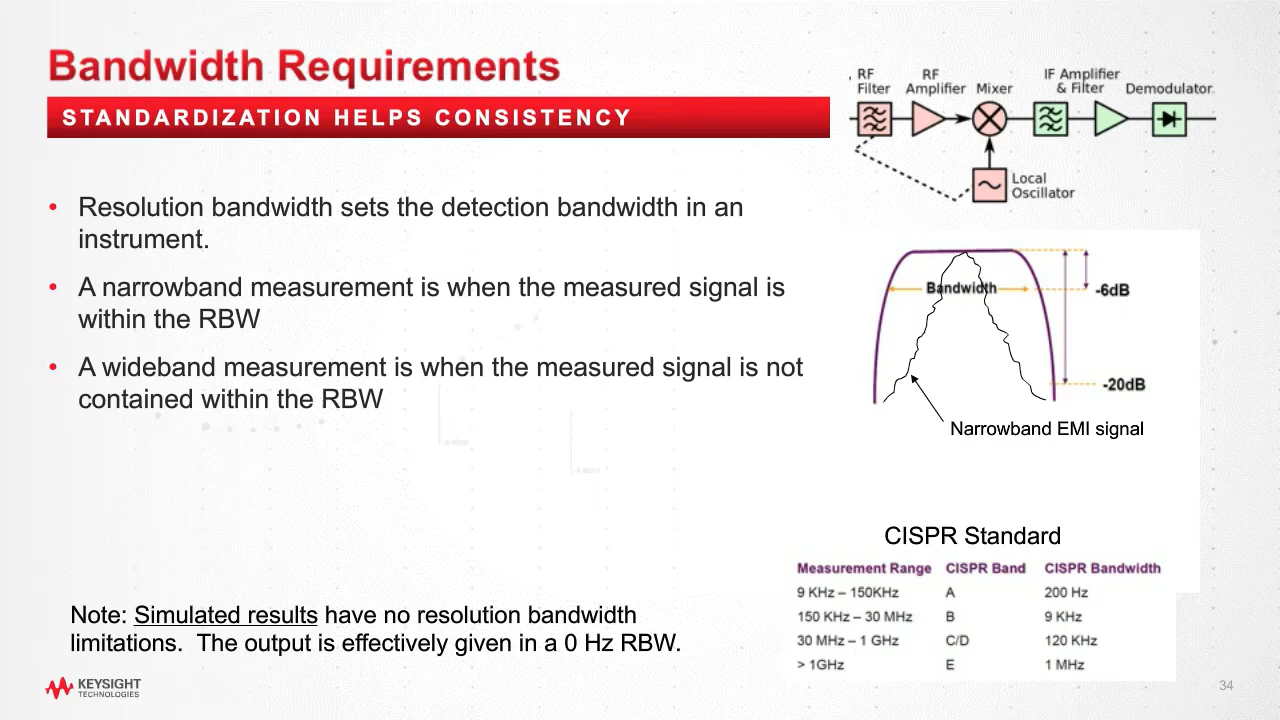 Bandwidth Requirements
STANDARDIZATION HELPS CONSISTENCY
• Resolution bandwidth sets the detection bandwidth in an
instrument.
• A narrowband measurement is when the measured signal is
within the RBW
• A wideband measurement is when the measured signal is not
contained within the RBW
Note: Simulated results have no resolution bandwidth
limitations.  The output is effectively given in a 0 Hz RBW.
RF Filter
RF Amplifier
Mixer
IF Amplifier & Filter
Demodulator
Local
Oscillator
Bandwidth
-6dB
-20dB
Narrowband EMI signal
CISPR Standard
Measurement Range CISPR Band CISPR Bandwidth
9 KHz – 150KHz A 200 Hz
150 KHz – 30 MHz B 9 KHz
30 MHz – 1 GHz C/D 120 KHz
> 1GHz E 1 MHz
KEYSIGHT
TECHNOLOGIES
34